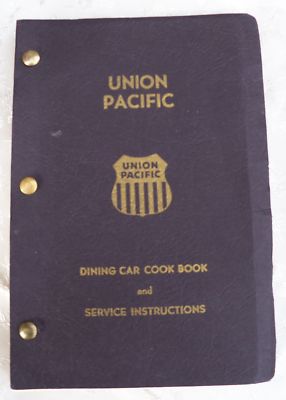 UNION
PACIFIC
UNION
PACIFIC
DINING CAR COOK BOOK
and
SERVICE INSTRUCTIONS